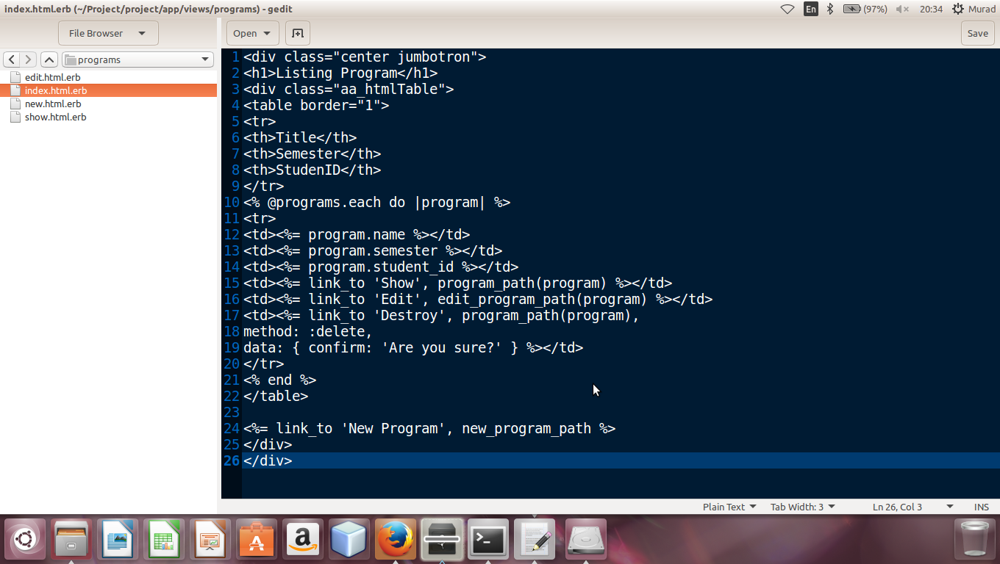 index.html.erb (~/Project/project/app/views/programs) - gedit
En
(97%)
20:34
Murad
File Browser
Open
Save
programs
edit.html.erb
index.html.erb
new.html.erb
show.html.erb
1 <div class="center jumbotron">
2 <h1>Listing Program</h1>
3 <div class="aa_htmlTable">
4 <table border="1">
5 <tr>
6 <th>Title</th>
7 <th>Semester</th>
8 <th>StudenID</th>
9 </tr>
10 <% @programs.each do |program| %>
11 <tr>
12 <td><%= program.name %></td>
13 <td><%= program.semester %></td>
14 <td><%= program.student_id %></td>
15 <td><%= link_to 'Show', program_path(program) %></td>
16 <td><%= link_to 'Edit', edit_program_path(program) %></td>
17 <td><%= link_to 'Destroy', program_path(program),
18 method: :delete,
19 data: { confirm: 'Are you sure?' } %></td>
20 </tr>
21 <% end %>
22 </table>
23
24 <%= link_to 'New Program', new_program_path %>
25 </div>
26 </div>
Plain Text
Tab Width: 3
Ln 26, Col 3
INS